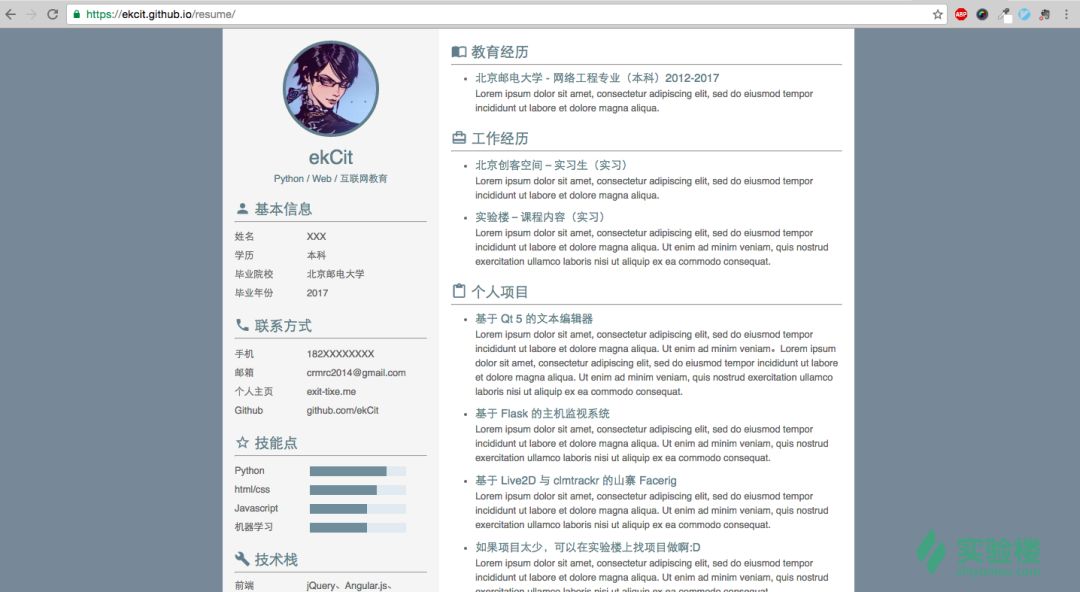 https://ekcit.github.io/resume/
ABP
ekCit
Python / Web / 互联网教育
基本信息
姓名 XXX
学历 本科
毕业院校 北京邮电大学
毕业年份 2017
联系方式
手机 182XXXXXXXX
邮箱 crmrc2014@gmail.com
个人主页 exit-tixe.me
Github github.com/ekCit
技能点
Python
html/css
Javascript
机器学习
技术栈
前端 jQuery、Angular.js、
教育经历
北京邮电大学 - 网络工程专业（本科）2012-2017
Lorem ipsum dolor sit amet, consectetur adipiscing elit, sed do eiusmod tempor
incididunt ut labore et dolore magna aliqua.
工作经历
北京创客空间 – 实习生（实习）
Lorem ipsum dolor sit amet, consectetur adipiscing elit, sed do eiusmod tempor
incididunt ut labore et dolore magna aliqua.
实验楼 – 课程内容（实习）
Lorem ipsum dolor sit amet, consectetur adipiscing elit, sed do eiusmod tempor
incididunt ut labore et dolore magna aliqua. Ut enim ad minim veniam, quis nostrud
exercitation ullamco laboris nisi ut aliquip ex ea commodo consequat.
个人项目
基于 Qt 5 的文本编辑器
Lorem ipsum dolor sit amet, consectetur adipiscing elit, sed do eiusmod tempor
incididunt ut labore et dolore magna aliqua. Ut enim ad minim veniam。Lorem ipsum
dolor sit amet, consectetur adipiscing elit, sed do eiusmod tempor incididunt ut labore
et dolore magna aliqua. Ut enim ad minim veniam, quis nostrud exercitation ullamco
laboris nisi ut aliquip ex ea commodo consequat.
基于 Flask 的主机监视系统
Lorem ipsum dolor sit amet, consectetur adipiscing elit, sed do eiusmod tempor
incididunt ut labore et dolore magna aliqua. Ut enim ad minim veniam, quis nostrud
exercitation ullamco laboris nisi ut aliquip ex ea commodo consequat.
基于 Live2D 与 clmtrackr 的山寨 Facerig
Lorem ipsum dolor sit amet, consectetur adipiscing elit, sed do eiusmod tempor
incididunt ut labore et dolore magna aliqua. Ut enim ad minim veniam, quis nostrud
exercitation ullamco laboris nisi ut aliquip ex ea commodo consequat.
如果项目太少，可以在实验楼上找项目做啊:D
Lorem ipsum dolor sit amet, consectetur adipiscing elit, sed do eiusmod tempor
incididunt ut labore et dolore magna aliqua. Ut enim ad minim veniam, quis nostrud
实验楼
shiyanlou.com